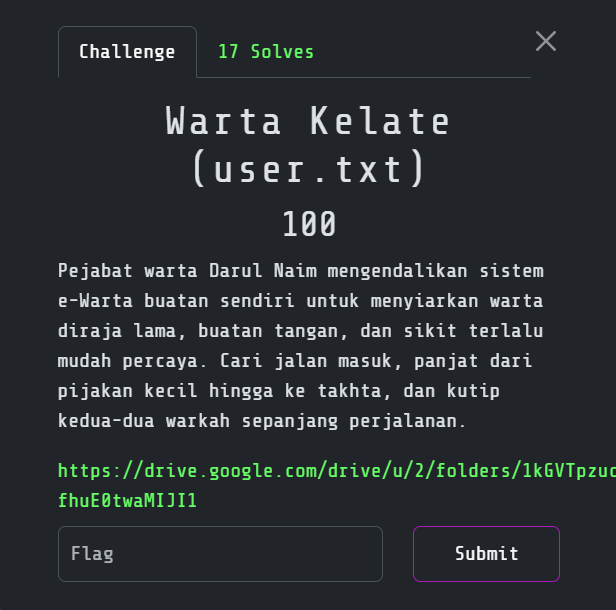 Challenge
17 Solves
Warta Kelate
(user.txt)
100
Pejabat warta Darul Naim mengendalikan sistem
e-Warta buatan sendiri untuk menyiarkan warta
diraja lama, buatan tangan, dan sikit terlalu
mudah percaya. Cari jalan masuk, panjat dari
pijakan kecil hingga ke takhta, dan kutip
kedua-dua warkah sepanjang perjalanan.
https://drive.google.com/drive/u/2/folders/1kGVTpzuc
fhuE0twaMIJI1
Flag
Submit